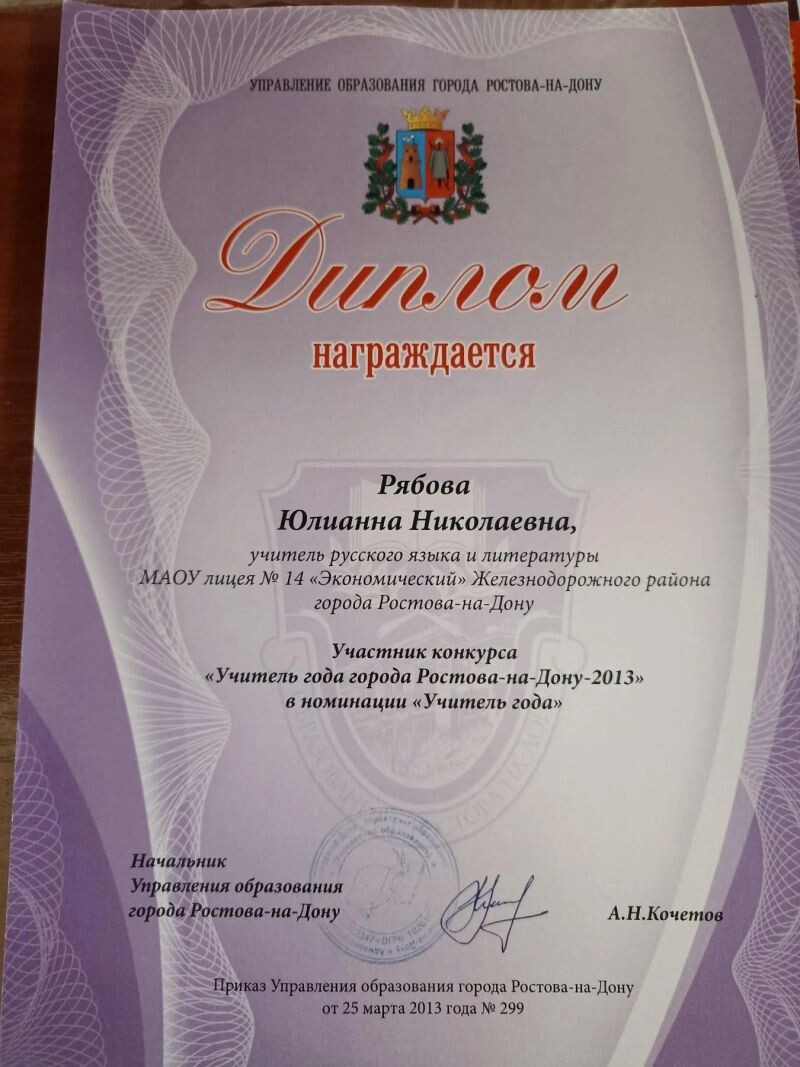 УПРАВЛЕНИЕ ОБРАЗОВАНИЯ ГОРОДА РОСТОВА-НА-ДОНУ
Диплом
награждается
Рябова
Юлианна Николаевна,
учитель русского языка и литературы
МАОУ лицея № 14 «Экономический» Железнодорожного района
города Ростова-на-Дону
Участник конкурса
«Учитель года города Ростова-на-Дону-2013»
в номинации «Учитель года»
Начальник
Управления образования
города Ростова-на-Дону
А.Н.Кочетов
Приказ Управления образования города Ростова-на-Дону
от 25 марта 2013 года № 299